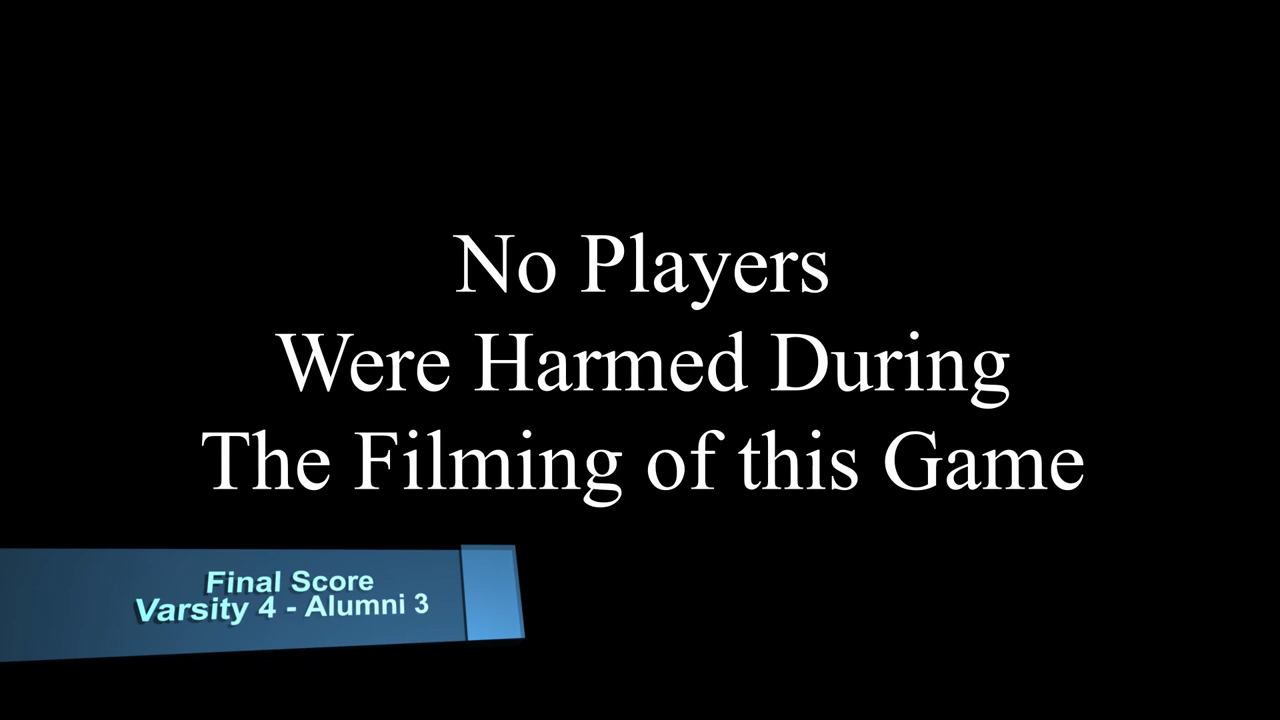 No Players
Were Harmed During
The Filming of this Game
Final Score
Varsity 4 - Alumni 3